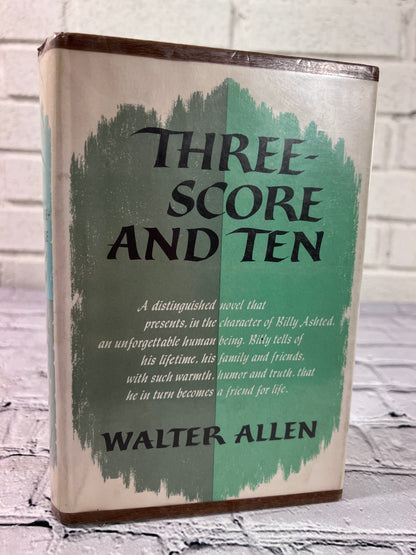 THREE-
SCORE
AND TEN
A distinguished novel that
presents, in the character of Billy Ashted,
an unforgettable human being. Billy tells of
his lifetime, his family and friends,
with such warmth, humor and truth, that
he in turn becomes a friend for life.
WALTER ALLEN